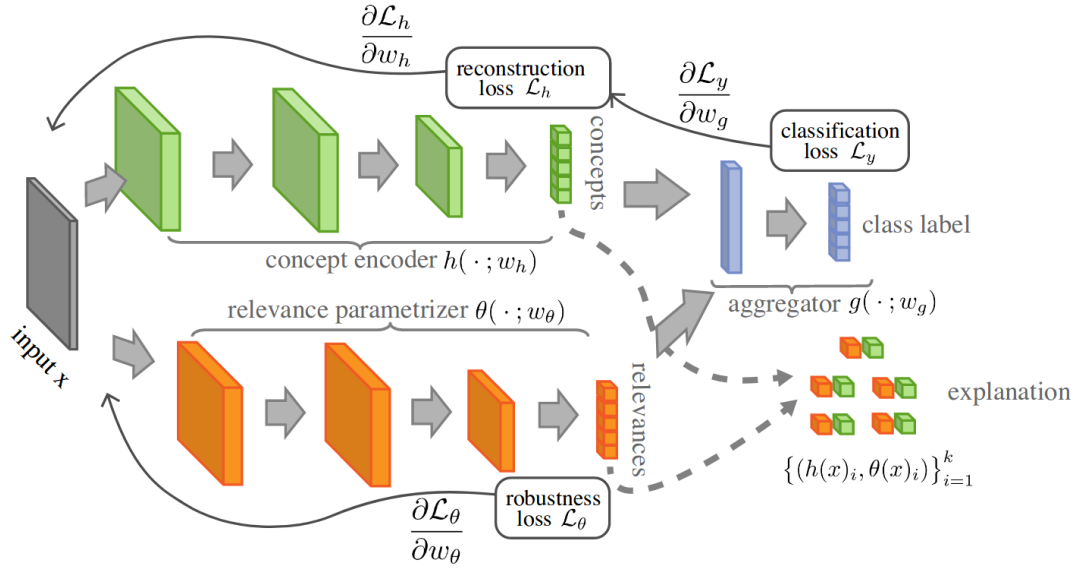 ∂ℒ_h / ∂w_h
reconstruction
loss ℒ_h
∂ℒ_y / ∂w_g
classification
loss ℒ_y
concepts
class label
concept encoder h( · ; w_h)
aggregator g( · ; w_g)
relevance parametrizer θ( · ; w_θ)
input x
relevances
explanation
{(h(x)_i, θ(x)_i)}_{i=1}^k
robustness
loss ℒ_θ
∂ℒ_θ / ∂w_θ